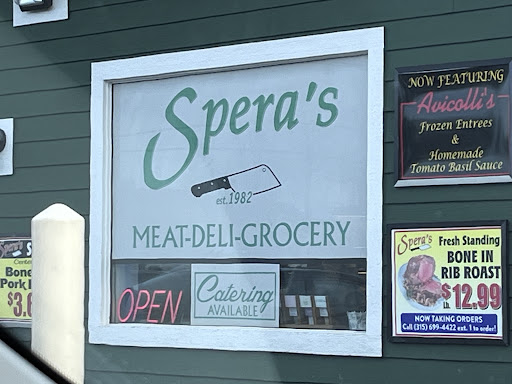 Spera's
est. 1982
MEAT-DELI-GROCERY
OPEN
Catering
AVAILABLE
NOW FEATURING
Avicolli's
Frozen Entrees
&
Homemade
Tomato Basil Sauce
Spera's
Fresh Standing
BONE IN
RIB ROAST
$12.99
LB.
NOW TAKING ORDERS
Call (315) 699-4422 ext. 1 to order!
Bone
Pork